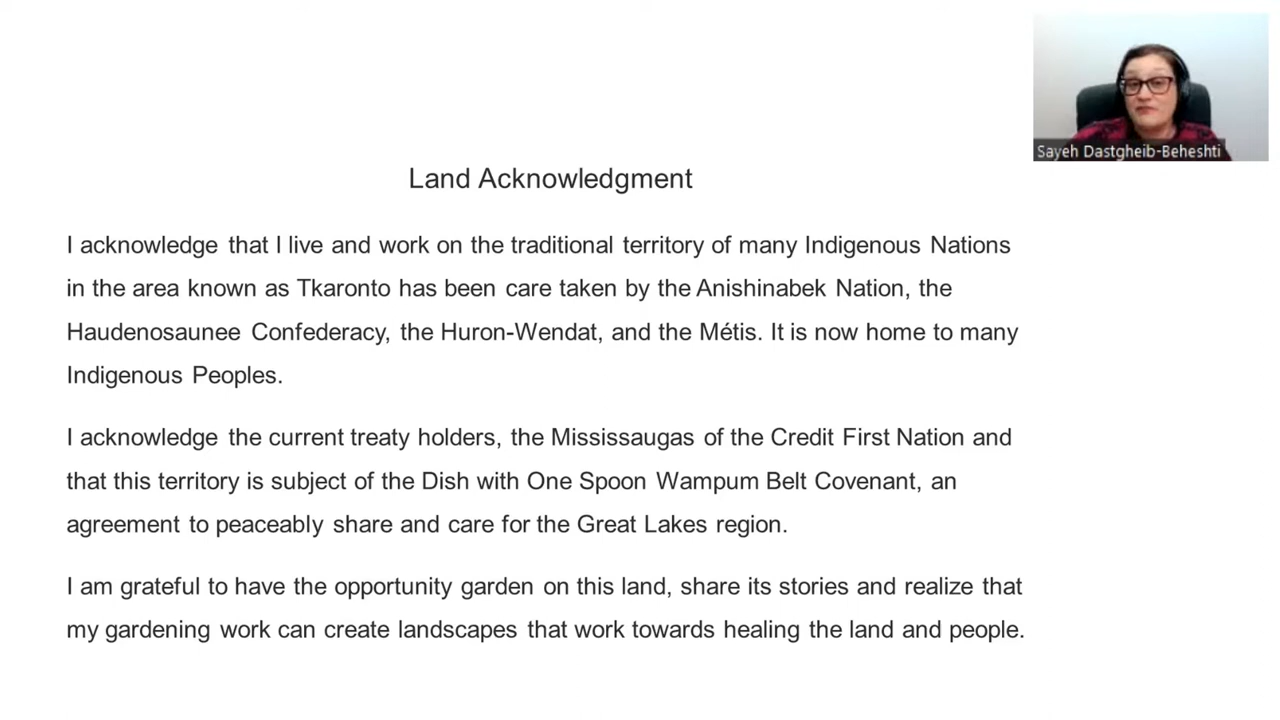 Sayeh Dastgheib-Beheshti
Land Acknowledgment
I acknowledge that I live and work on the traditional territory of many Indigenous Nations
in the area known as Tkaronto has been care taken by the Anishinabek Nation, the
Haudenosaunee Confederacy, the Huron-Wendat, and the Métis. It is now home to many
Indigenous Peoples.
I acknowledge the current treaty holders, the Mississaugas of the Credit First Nation and
that this territory is subject of the Dish with One Spoon Wampum Belt Covenant, an
agreement to peaceably share and care for the Great Lakes region.
I am grateful to have the opportunity garden on this land, share its stories and realize that
my gardening work can create landscapes that work towards healing the land and people.